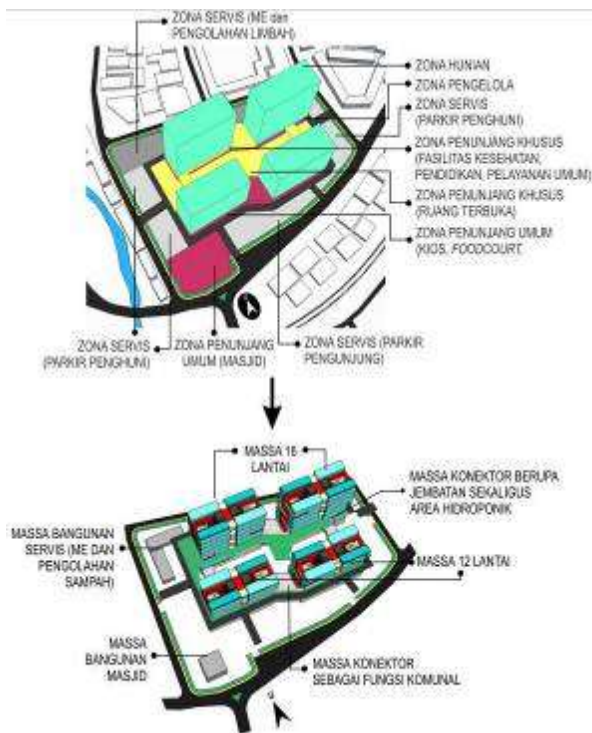 ZONA SERVIS (ME dan
PENGOLAHAN LIMBAH)
ZONA HUNIAN
ZONA PENGELOLA
ZONA SERVIS
(PARKIR PENGHUNI)
ZONA PENUNJANG KHUSUS
(FASILITAS KESEHATAN,
PENDIDIKAN, PELAYANAN UMUM)
ZONA PENUNJANG KHUSUS
(RUANG TERBUKA)
ZONA PENUNJANG UMUM
(KIOS, FOODCOURT,
ZONA SERVIS
(PARKIR PENGHUNI)
ZONA PENUNJANG
UMUM (MASJID)
ZONA SERVIS (PARKIR
PENGUNJUNG)
MASSA 16
LANTAI
MASSA KONEKTOR BERUPA
JEMBATAN SEKALIGUS
AREA HIDROPONIK
MASSA BANGUNAN
SERVIS (ME DAN
PENGOLAHAN
SAMPAH)
MASSA 12 LANTAI
MASSA
BANGUNAN
MASJID
MASSA KONEKTOR
SEBAGAI FUNGSI KOMUNAL